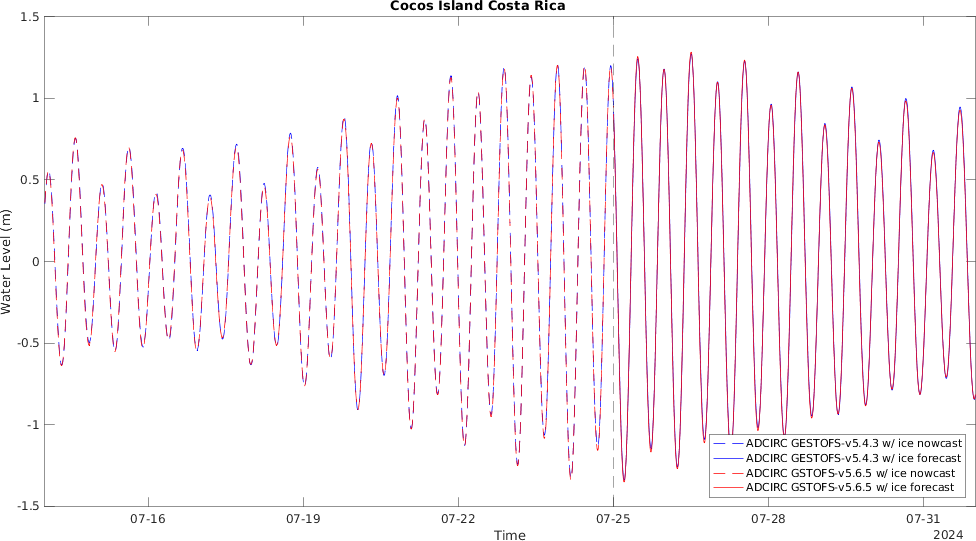 Cocos Island Costa Rica
1.5
1
0.5
0
-0.5
-1
-1.5
Water Level (m)
ADCIRC GESTOFS-v5.4.3 w/ ice nowcast
ADCIRC GESTOFS-v5.4.3 w/ ice forecast
ADCIRC GSTOFS-v5.6.5 w/ ice nowcast
ADCIRC GSTOFS-v5.6.5 w/ ice forecast
07-16 07-19 07-22 07-25 07-28 07-31
Time 2024